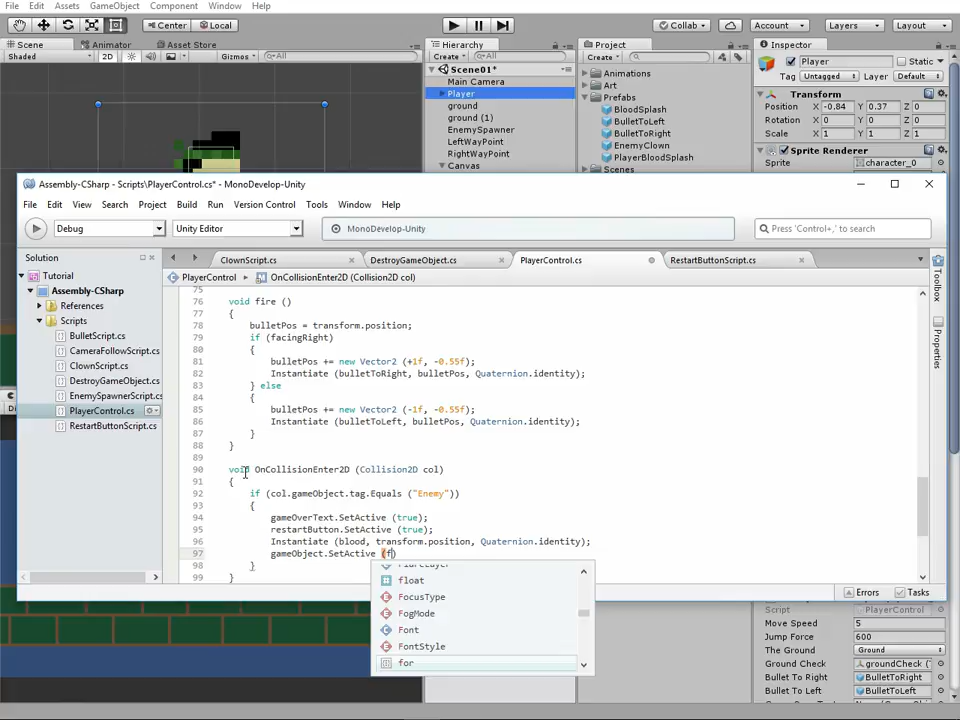 File Edit Assets GameObject Component Window Help
Center Local Collab Account Layers Layout
Scene Animator Asset Store
Shaded 2D Gizmos All
Hierarchy
Create All
Scene01*
Main Camera
Player
ground
ground (1)
EnemySpawner
LeftWayPoint
RightWayPoint
Canvas
Project
Create
Animations
Art
Prefabs
BloodSplash
BulletToLeft
BulletToRight
EnemyClown
PlayerBloodSplash
Scenes
Inspector
Player Static
Tag Untagged Layer Default
Transform
Position X -0.84 Y 0.37 Z 0
Rotation X 0 Y 0 Z 0
Scale X 1 Y 1 Z 1
Sprite Renderer
Sprite character_0
Assembly-CSharp - Scripts\PlayerControl.cs* - MonoDevelop-Unity
File Edit View Search Project Build Run Version Control Tools Window Help
Debug Unity Editor MonoDevelop-Unity Press 'Control+,' to search
Solution
Tutorial
Assembly-CSharp
References
Scripts
BulletScript.cs
CameraFollowScript.cs
ClownScript.cs
DestroyGameObject.cs
EnemySpawnerScript.cs
PlayerControl.cs
RestartButtonScript.cs
ClownScript.cs DestroyGameObject.cs PlayerControl.cs RestartButtonScript.cs
PlayerControl OnCollisionEnter2D (Collision2D col)
75
76 void fire ()
77 {
78 bulletPos = transform.position;
79 if (facingRight)
80 {
81 bulletPos += new Vector2 (+1f, -0.55f);
82 Instantiate (bulletToRight, bulletPos, Quaternion.identity);
83 } else
84 {
85 bulletPos += new Vector2 (-1f, -0.55f);
86 Instantiate (bulletToLeft, bulletPos, Quaternion.identity);
87 }
88 }
89
90 void OnCollisionEnter2D (Collision2D col)
91 {
92 if (col.gameObject.tag.Equals ("Enemy"))
93 {
94 gameOverText.SetActive (true);
95 restartButton.SetActive (true);
96 Instantiate (blood, transform.position, Quaternion.identity);
97 gameObject.SetActive (f)
98 }
99 }
float
FocusType
FogMode
Font
FontStyle
for
Toolbox
Properties
Errors Tasks
Script PlayerControl
Move Speed 5
Jump Force 600
The Ground Ground
Ground Check groundCheck (
Bullet To Right BulletToRight
Bullet To Left BulletToLeft